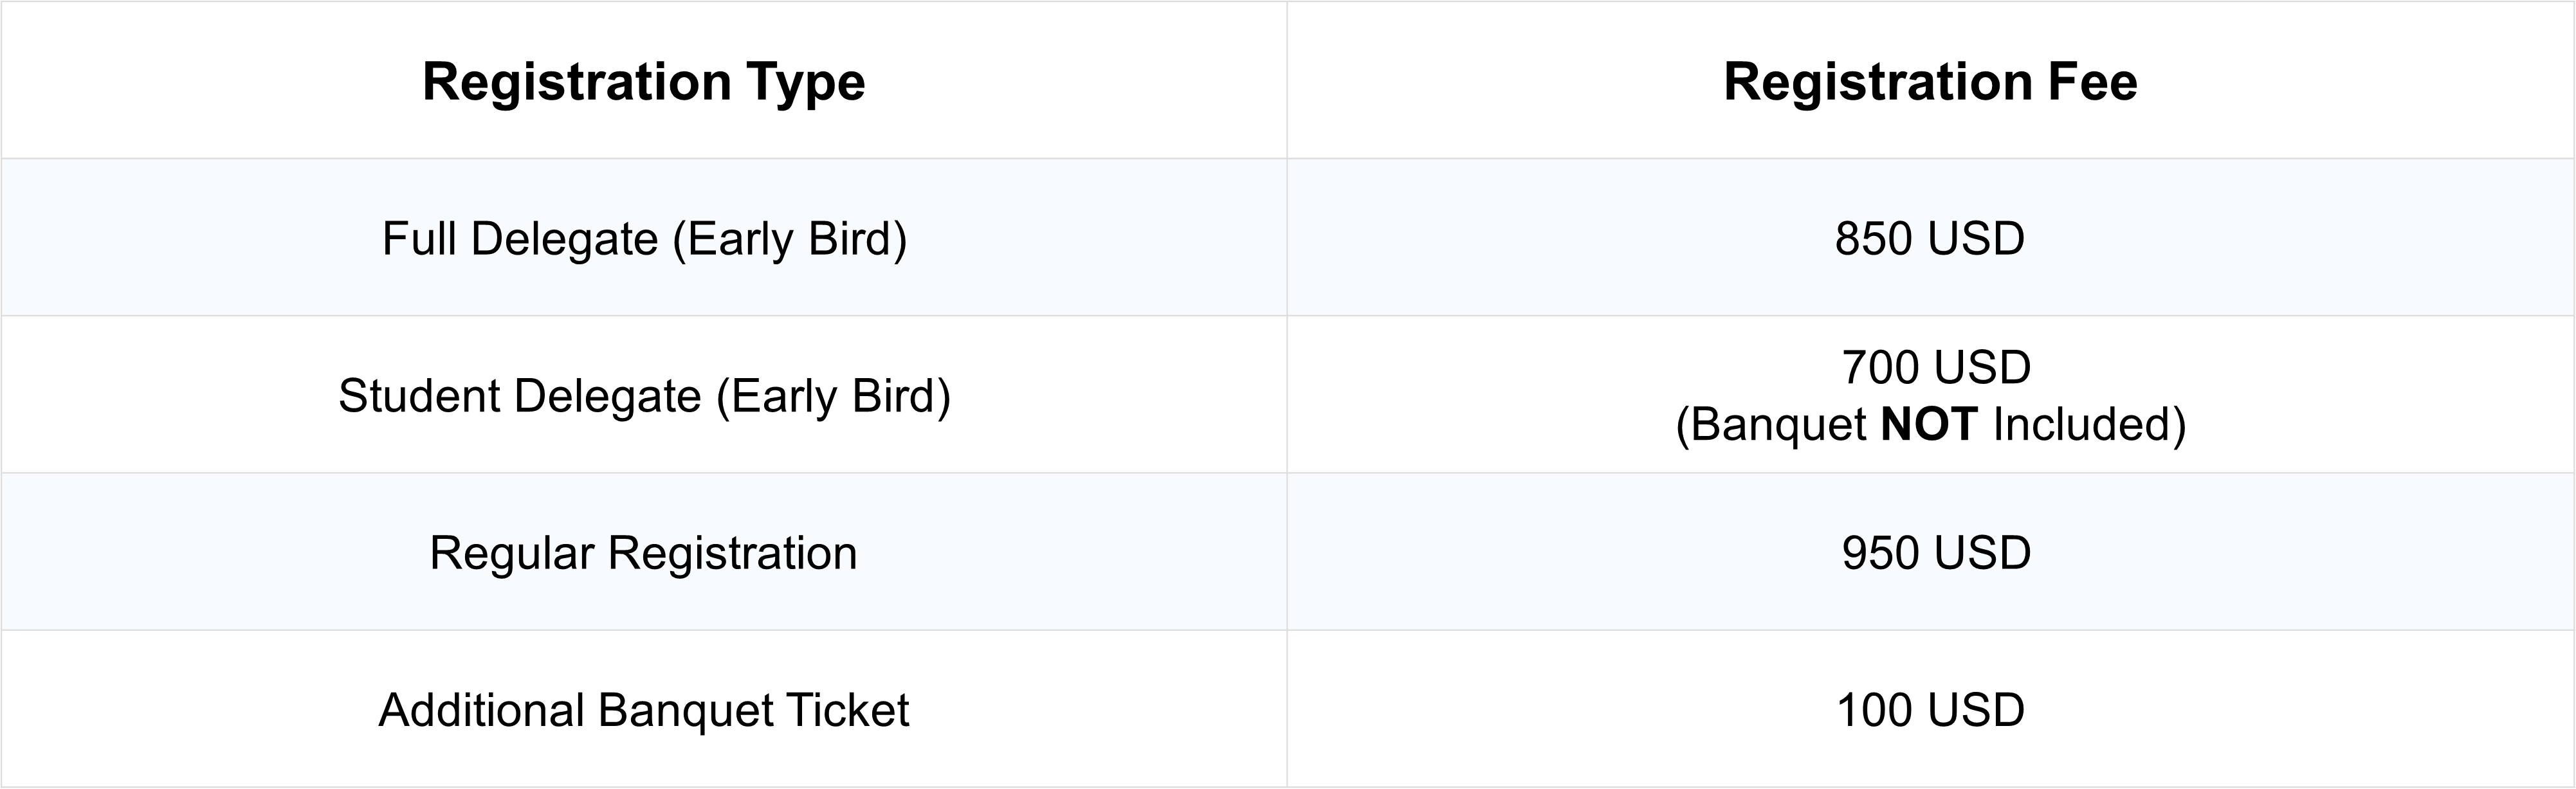 Registration Type
Registration Fee
Full Delegate (Early Bird)
850 USD
Student Delegate (Early Bird)
700 USD
(Banquet NOT Included)
Regular Registration
950 USD
Additional Banquet Ticket
100 USD